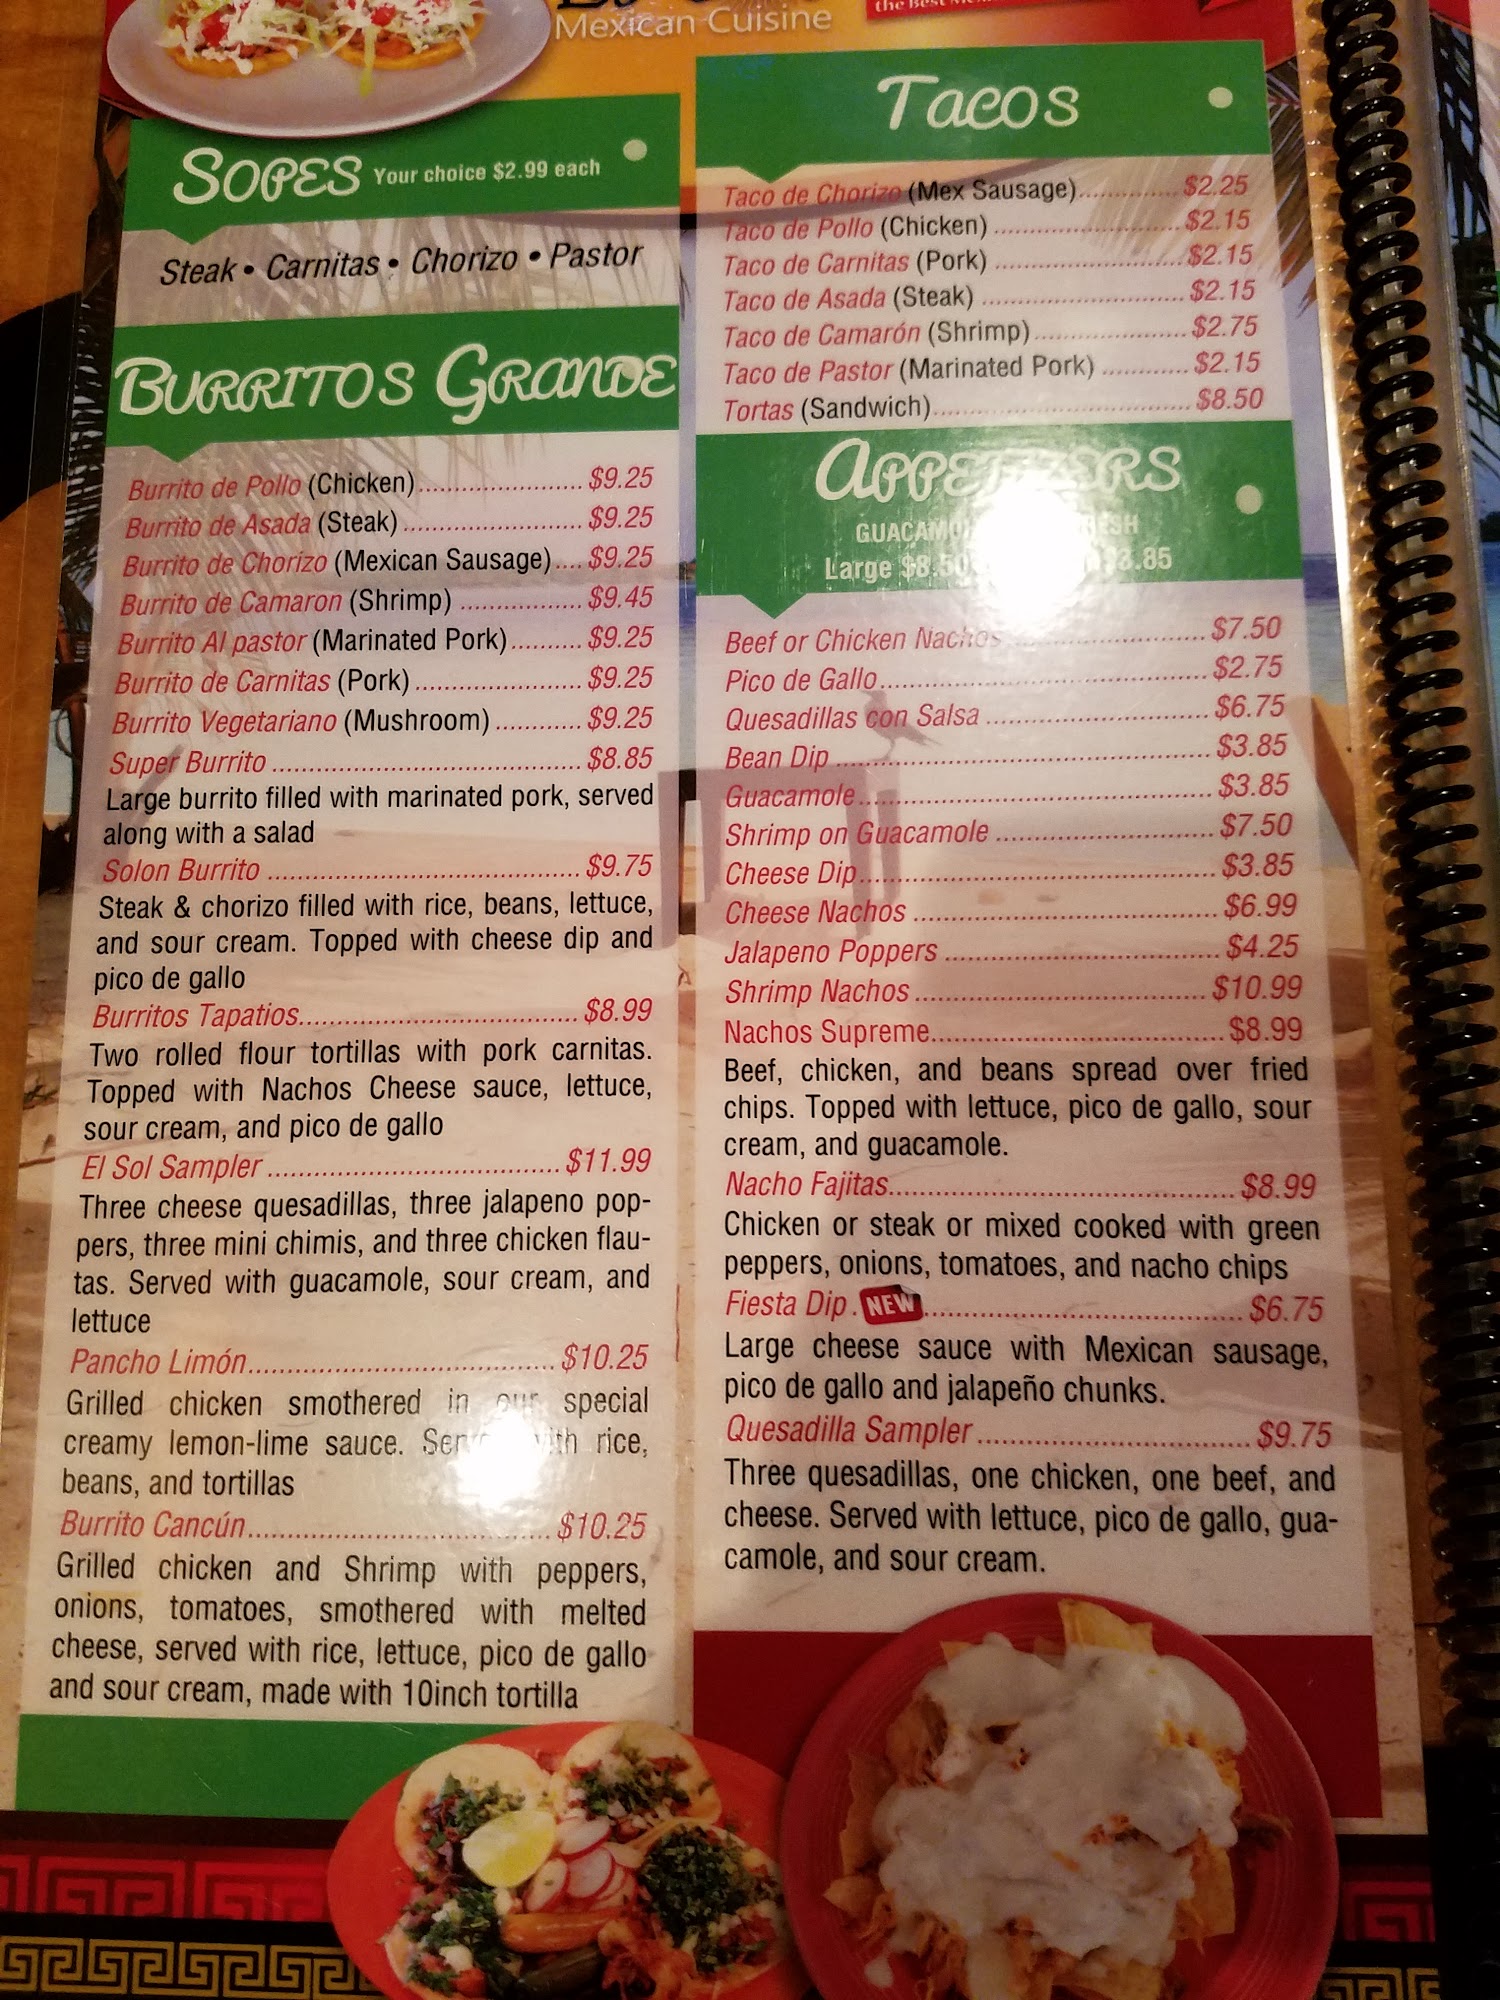 Mexican Cuisine
the Best
SOPES Your choice $2.99 each
Steak • Carnitas • Chorizo • Pastor
BURRITOS GRANDE
Burrito de Pollo (Chicken)........................ $9.25
Burrito de Asada (Steak).......................... $9.25
Burrito de Chorizo (Mexican Sausage).... $9.25
Burrito de Camaron (Shrimp) .................. $9.45
Burrito Al pastor (Marinated Pork).......... $9.25
Burrito de Carnitas (Pork) ........................ $9.25
Burrito Vegetariano (Mushroom) ............ $9.25
Super Burrito ............................................ $8.85
Large burrito filled with marinated pork, served
along with a salad
Solon Burrito ............................................ $9.75
Steak & chorizo filled with rice, beans, lettuce,
and sour cream. Topped with cheese dip and
pico de gallo
Burritos Tapatios....................................... $8.99
Two rolled flour tortillas with pork carnitas.
Topped with Nachos Cheese sauce, lettuce,
sour cream, and pico de gallo
El Sol Sampler ......................................... $11.99
Three cheese quesadillas, three jalapeno pop-
pers, three mini chimis, and three chicken flau-
tas. Served with guacamole, sour cream, and
lettuce
Pancho Limón.......................................... $10.25
Grilled chicken smothered in our special
creamy lemon-lime sauce. with rice,
beans, and tortillas
Burrito Cancún......................................... $10.25
Grilled chicken and Shrimp with peppers,
onions, tomatoes, smothered with melted
cheese, served with rice, lettuce, pico de gallo
and sour cream, made with 10inch tortilla
TACOS
Taco de Chorizo (Mex Sausage)............... $2.25
Taco de Pollo (Chicken) ............................ $2.15
Taco de Carnitas (Pork) ............................ $2.15
Taco de Asada (Steak) .............................. $2.15
Taco de Camarón (Shrimp)....................... $2.75
Taco de Pastor (Marinated Pork) ............ $2.15
Tortas (Sandwich)...................................... $8.50
APPETIZERS
Large $8.50 $3.85
Beef or Chicken Nachos ............................ $7.50
Pico de Gallo.............................................. $2.75
Quesadillas con Salsa ............................... $6.75
Bean Dip .................................................... $3.85
Guacamole................................................. $3.85
Shrimp on Guacamole .............................. $7.50
Cheese Dip................................................. $3.85
Cheese Nachos .......................................... $6.99
Jalapeno Poppers ...................................... $4.25
Shrimp Nachos ........................................ $10.99
Nachos Supreme........................................ $8.99
Beef, chicken, and beans spread over fried
chips. Topped with lettuce, pico de gallo, sour
cream, and guacamole.
Nacho Fajitas............................................. $8.99
Chicken or steak or mixed cooked with green
peppers, onions, tomatoes, and nacho chips
Fiesta Dip . NEW ........................................ $6.75
Large cheese sauce with Mexican sausage,
pico de gallo and jalapeño chunks.
Quesadilla Sampler ................................... $9.75
Three quesadillas, one chicken, one beef, and
cheese. Served with lettuce, pico de gallo, gua-
camole, and sour cream.